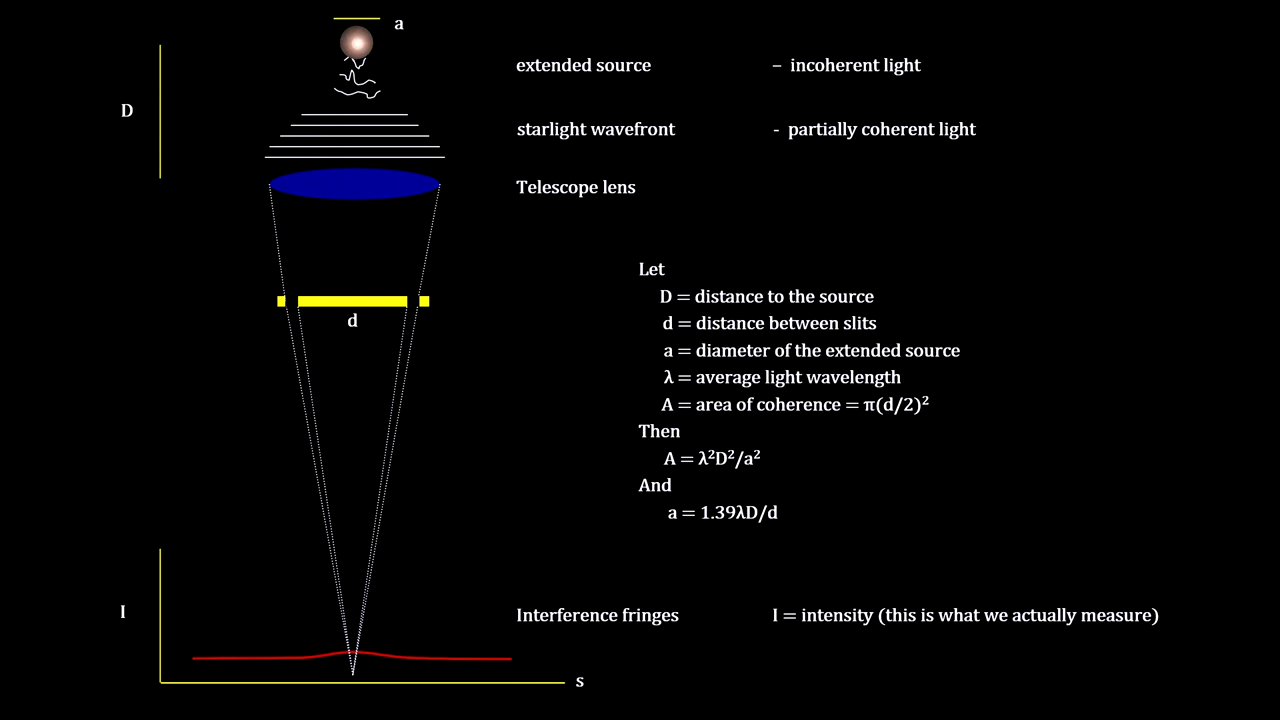 a
extended source – incoherent light
D
starlight wavefront - partially coherent light
Telescope lens
Let
D = distance to the source
d
d = distance between slits
a = diameter of the extended source
λ = average light wavelength
A = area of coherence = π(d/2)²
Then
A = λ²D²/a²
And
a = 1.39λD/d
I
Interference fringes I = intensity (this is what we actually measure)
s